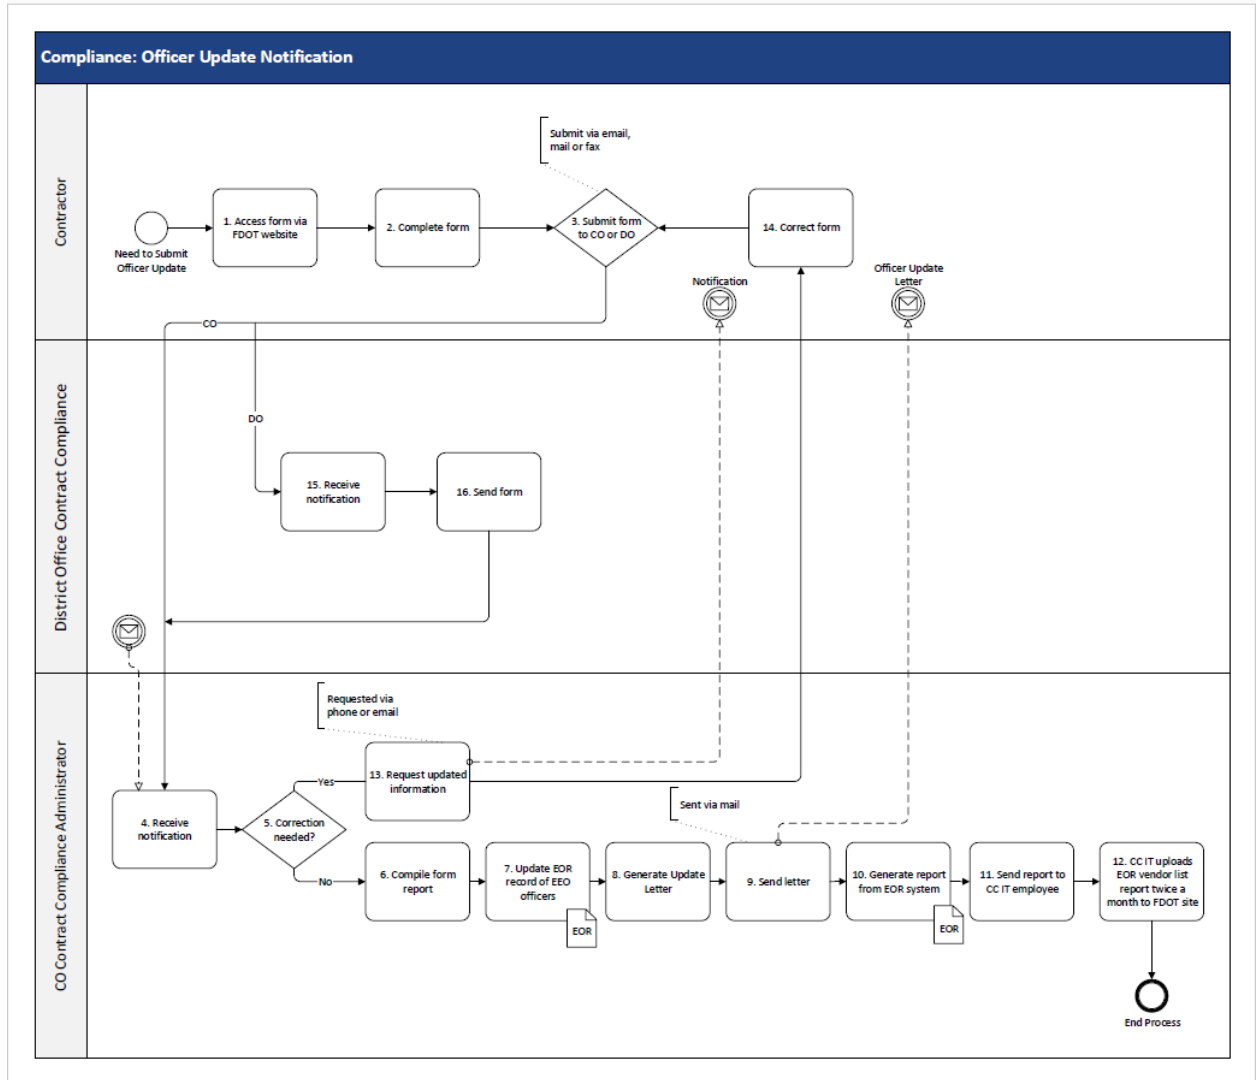 Compliance: Officer Update Notification
Contractor
Submit via email,
mail or fax
1. Access form via
FDOT website
2. Complete form
3. Submit form
to CO or DO
14. Correct form
Need to Submit
Officer Update
Notification
Officer Update
Letter
CO
District Office Contract Compliance
DO
15. Receive
notification
16. Send form
CO Contract Compliance Administrator
Requested via
phone or email
13. Request updated
information
Yes
Sent via mail
4. Receive
notification
5. Correction
needed?
No
6. Compile form
report
7. Update EOR
record of EEO
officers
EOR
8. Generate Update
Letter
9. Send letter
10. Generate report
from EOR system
EOR
11. Send report to
CC IT employee
12. CC IT uploads
EOR vendor list
report twice a
month to FDOT site
End Process